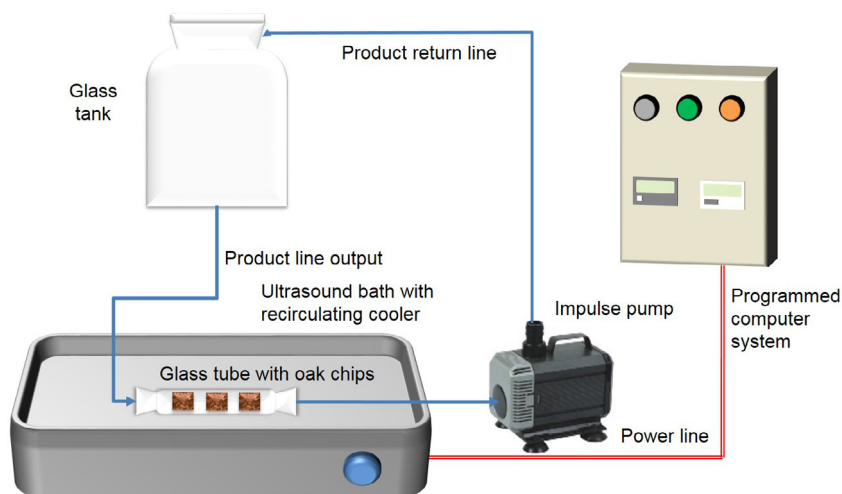 Product return line
Glass
tank
Product line output
Ultrasound bath with
recirculating cooler
Impulse pump
Programmed
computer
system
Glass tube with oak chips
Power line